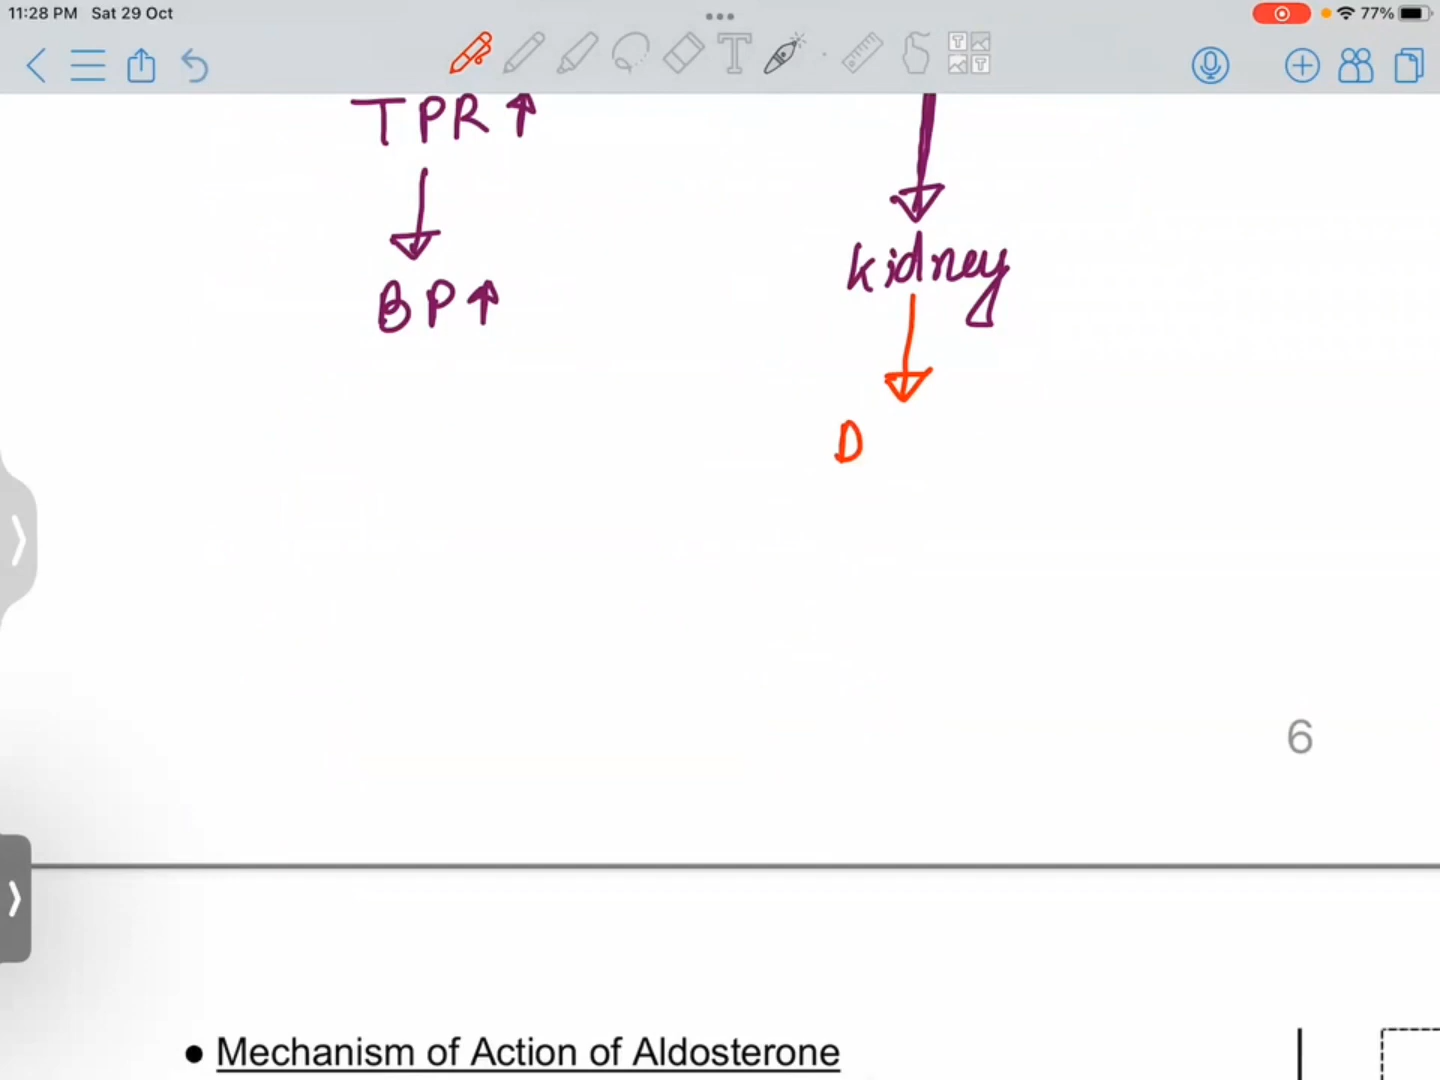 11:28 PM Sat 29 Oct
77%
T
TPR ↑
kidney
BP ↑
D
6
• Mechanism of Action of Aldosterone